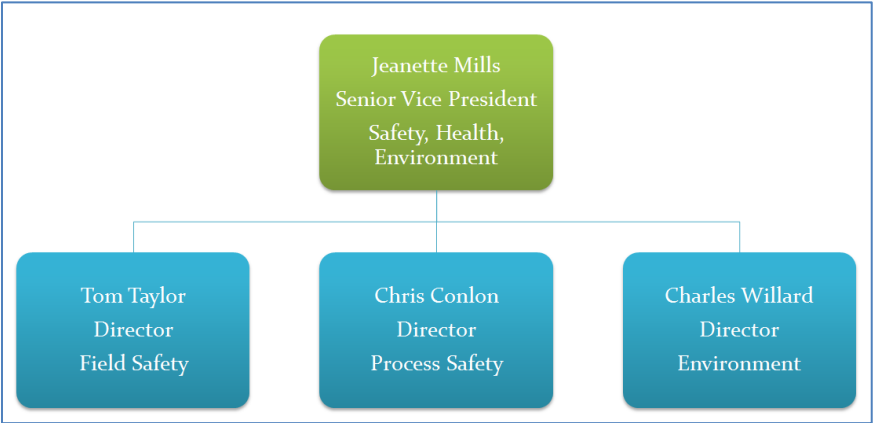 Jeanette Mills
Senior Vice President
Safety, Health,
Environment
Tom Taylor
Director
Field Safety
Chris Conlon
Director
Process Safety
Charles Willard
Director
Environment